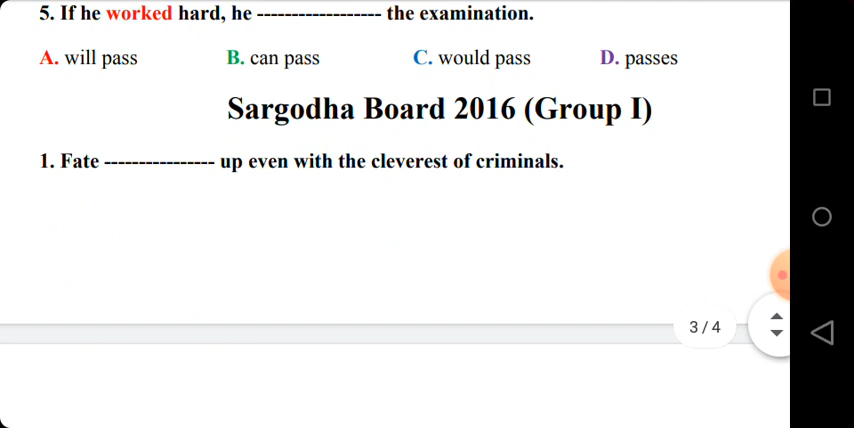 5. If he worked hard, he ------------------ the examination.
A. will pass B. can pass C. would pass D. passes
Sargodha Board 2016 (Group I)
1. Fate ---------------- up even with the cleverest of criminals.
3 / 4